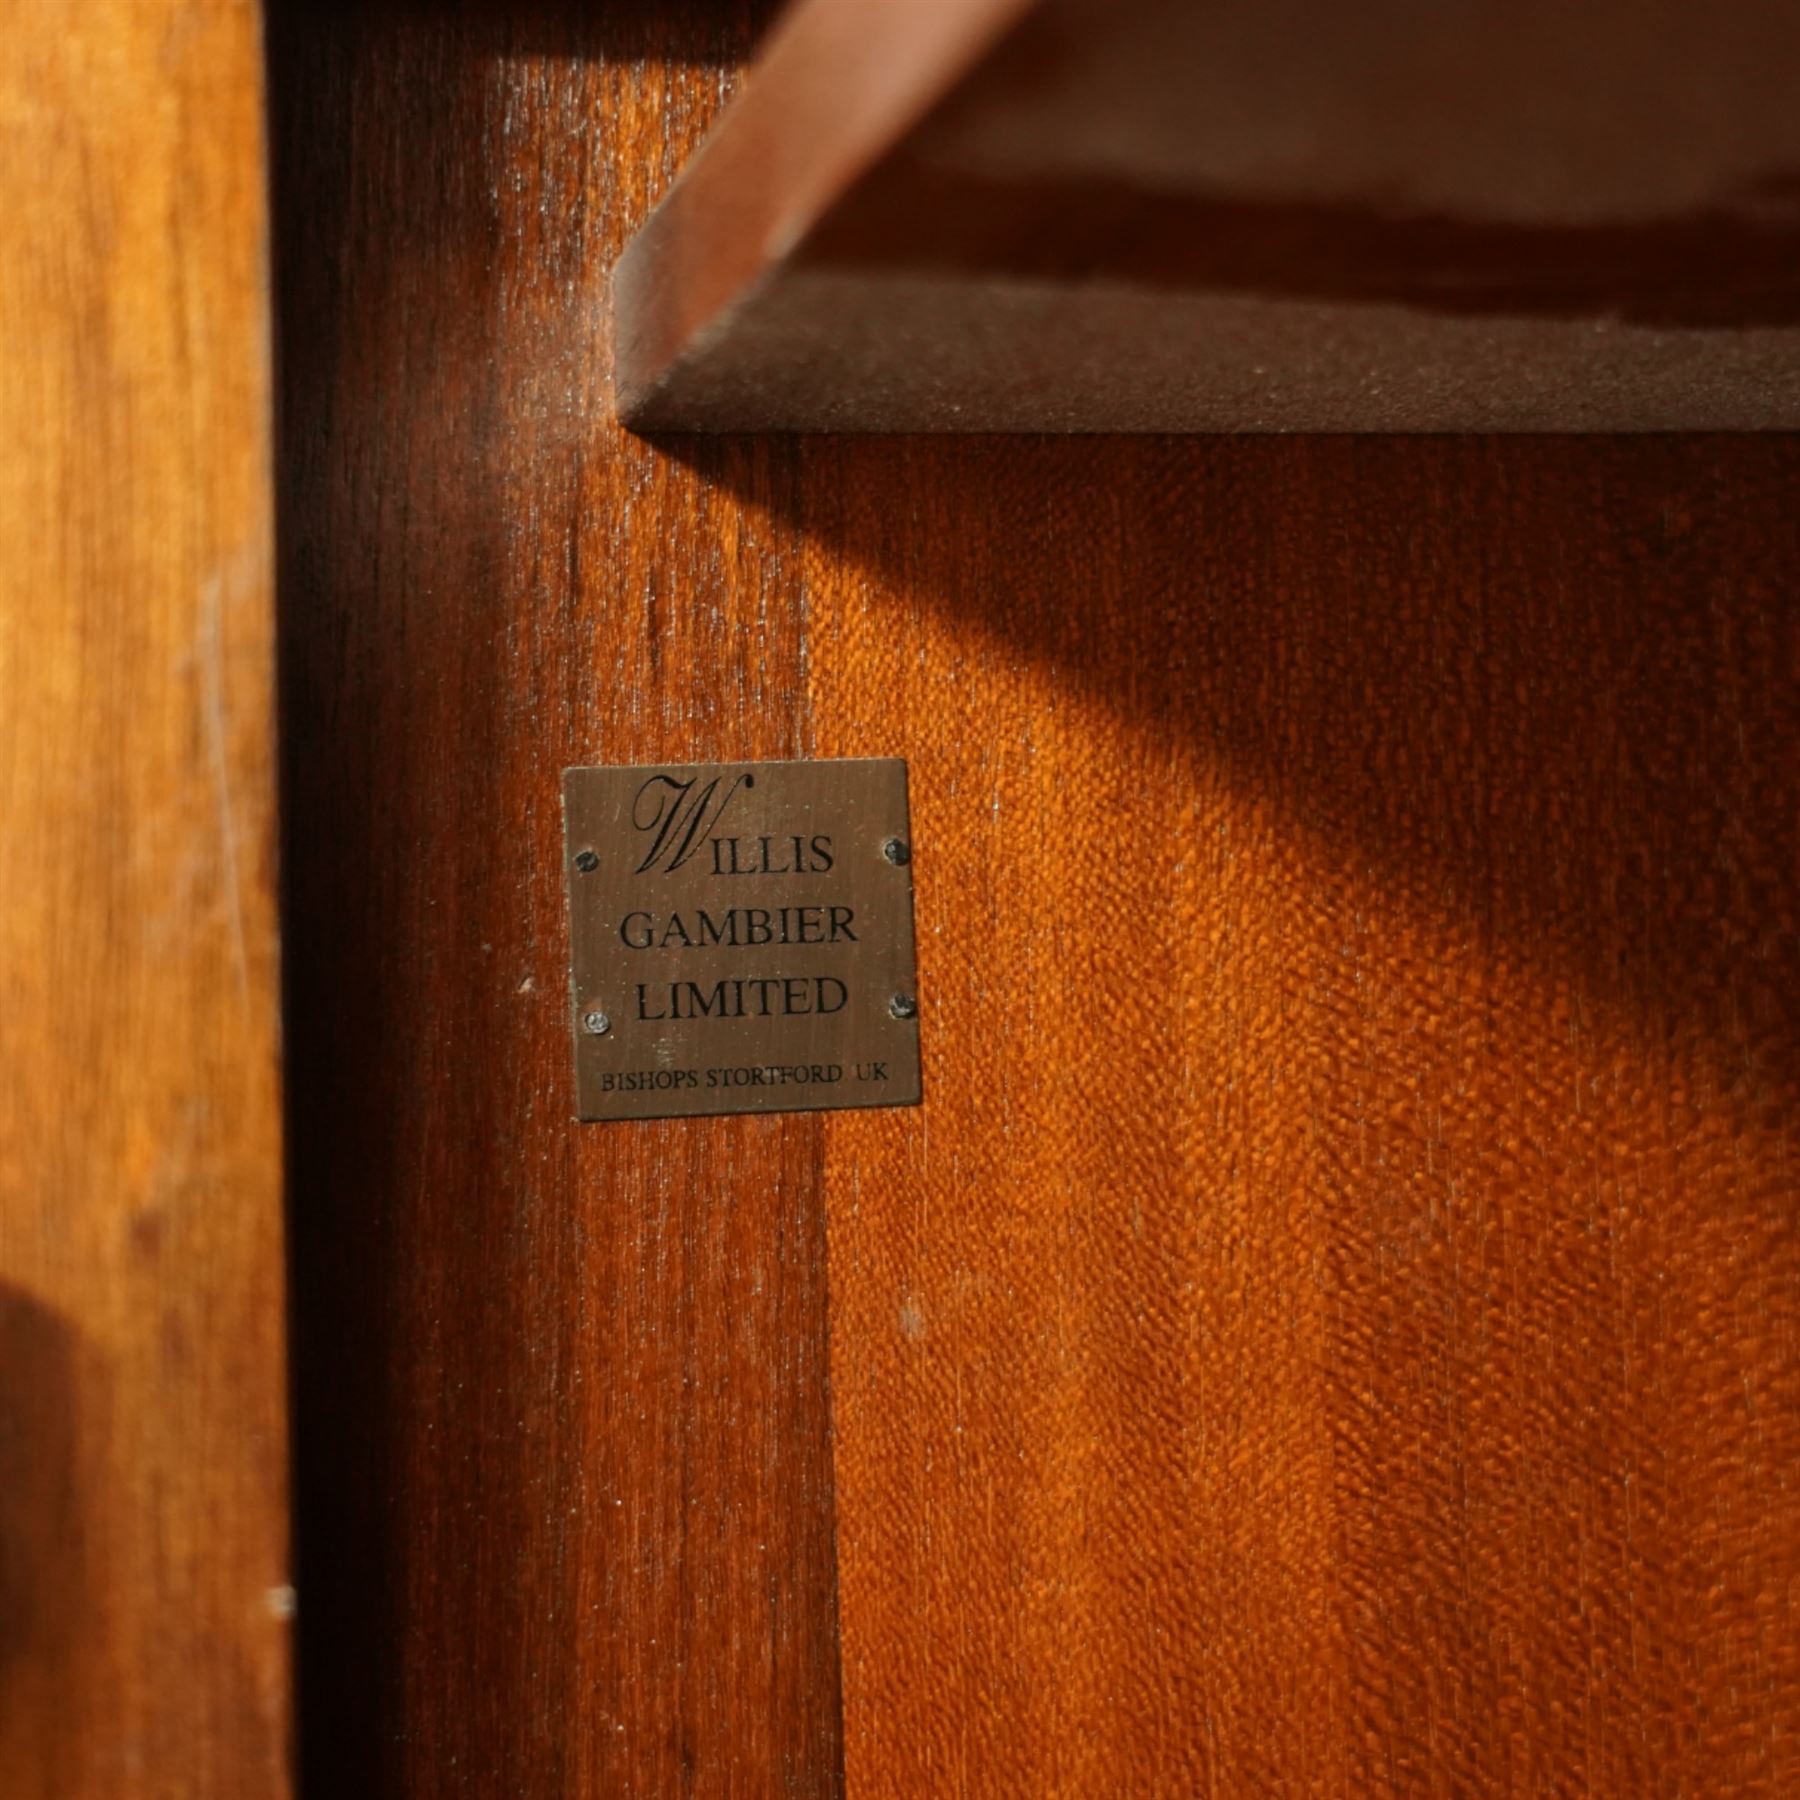 WILLIS
GAMBIER
LIMITED
BISHOPS STORTFORD UK